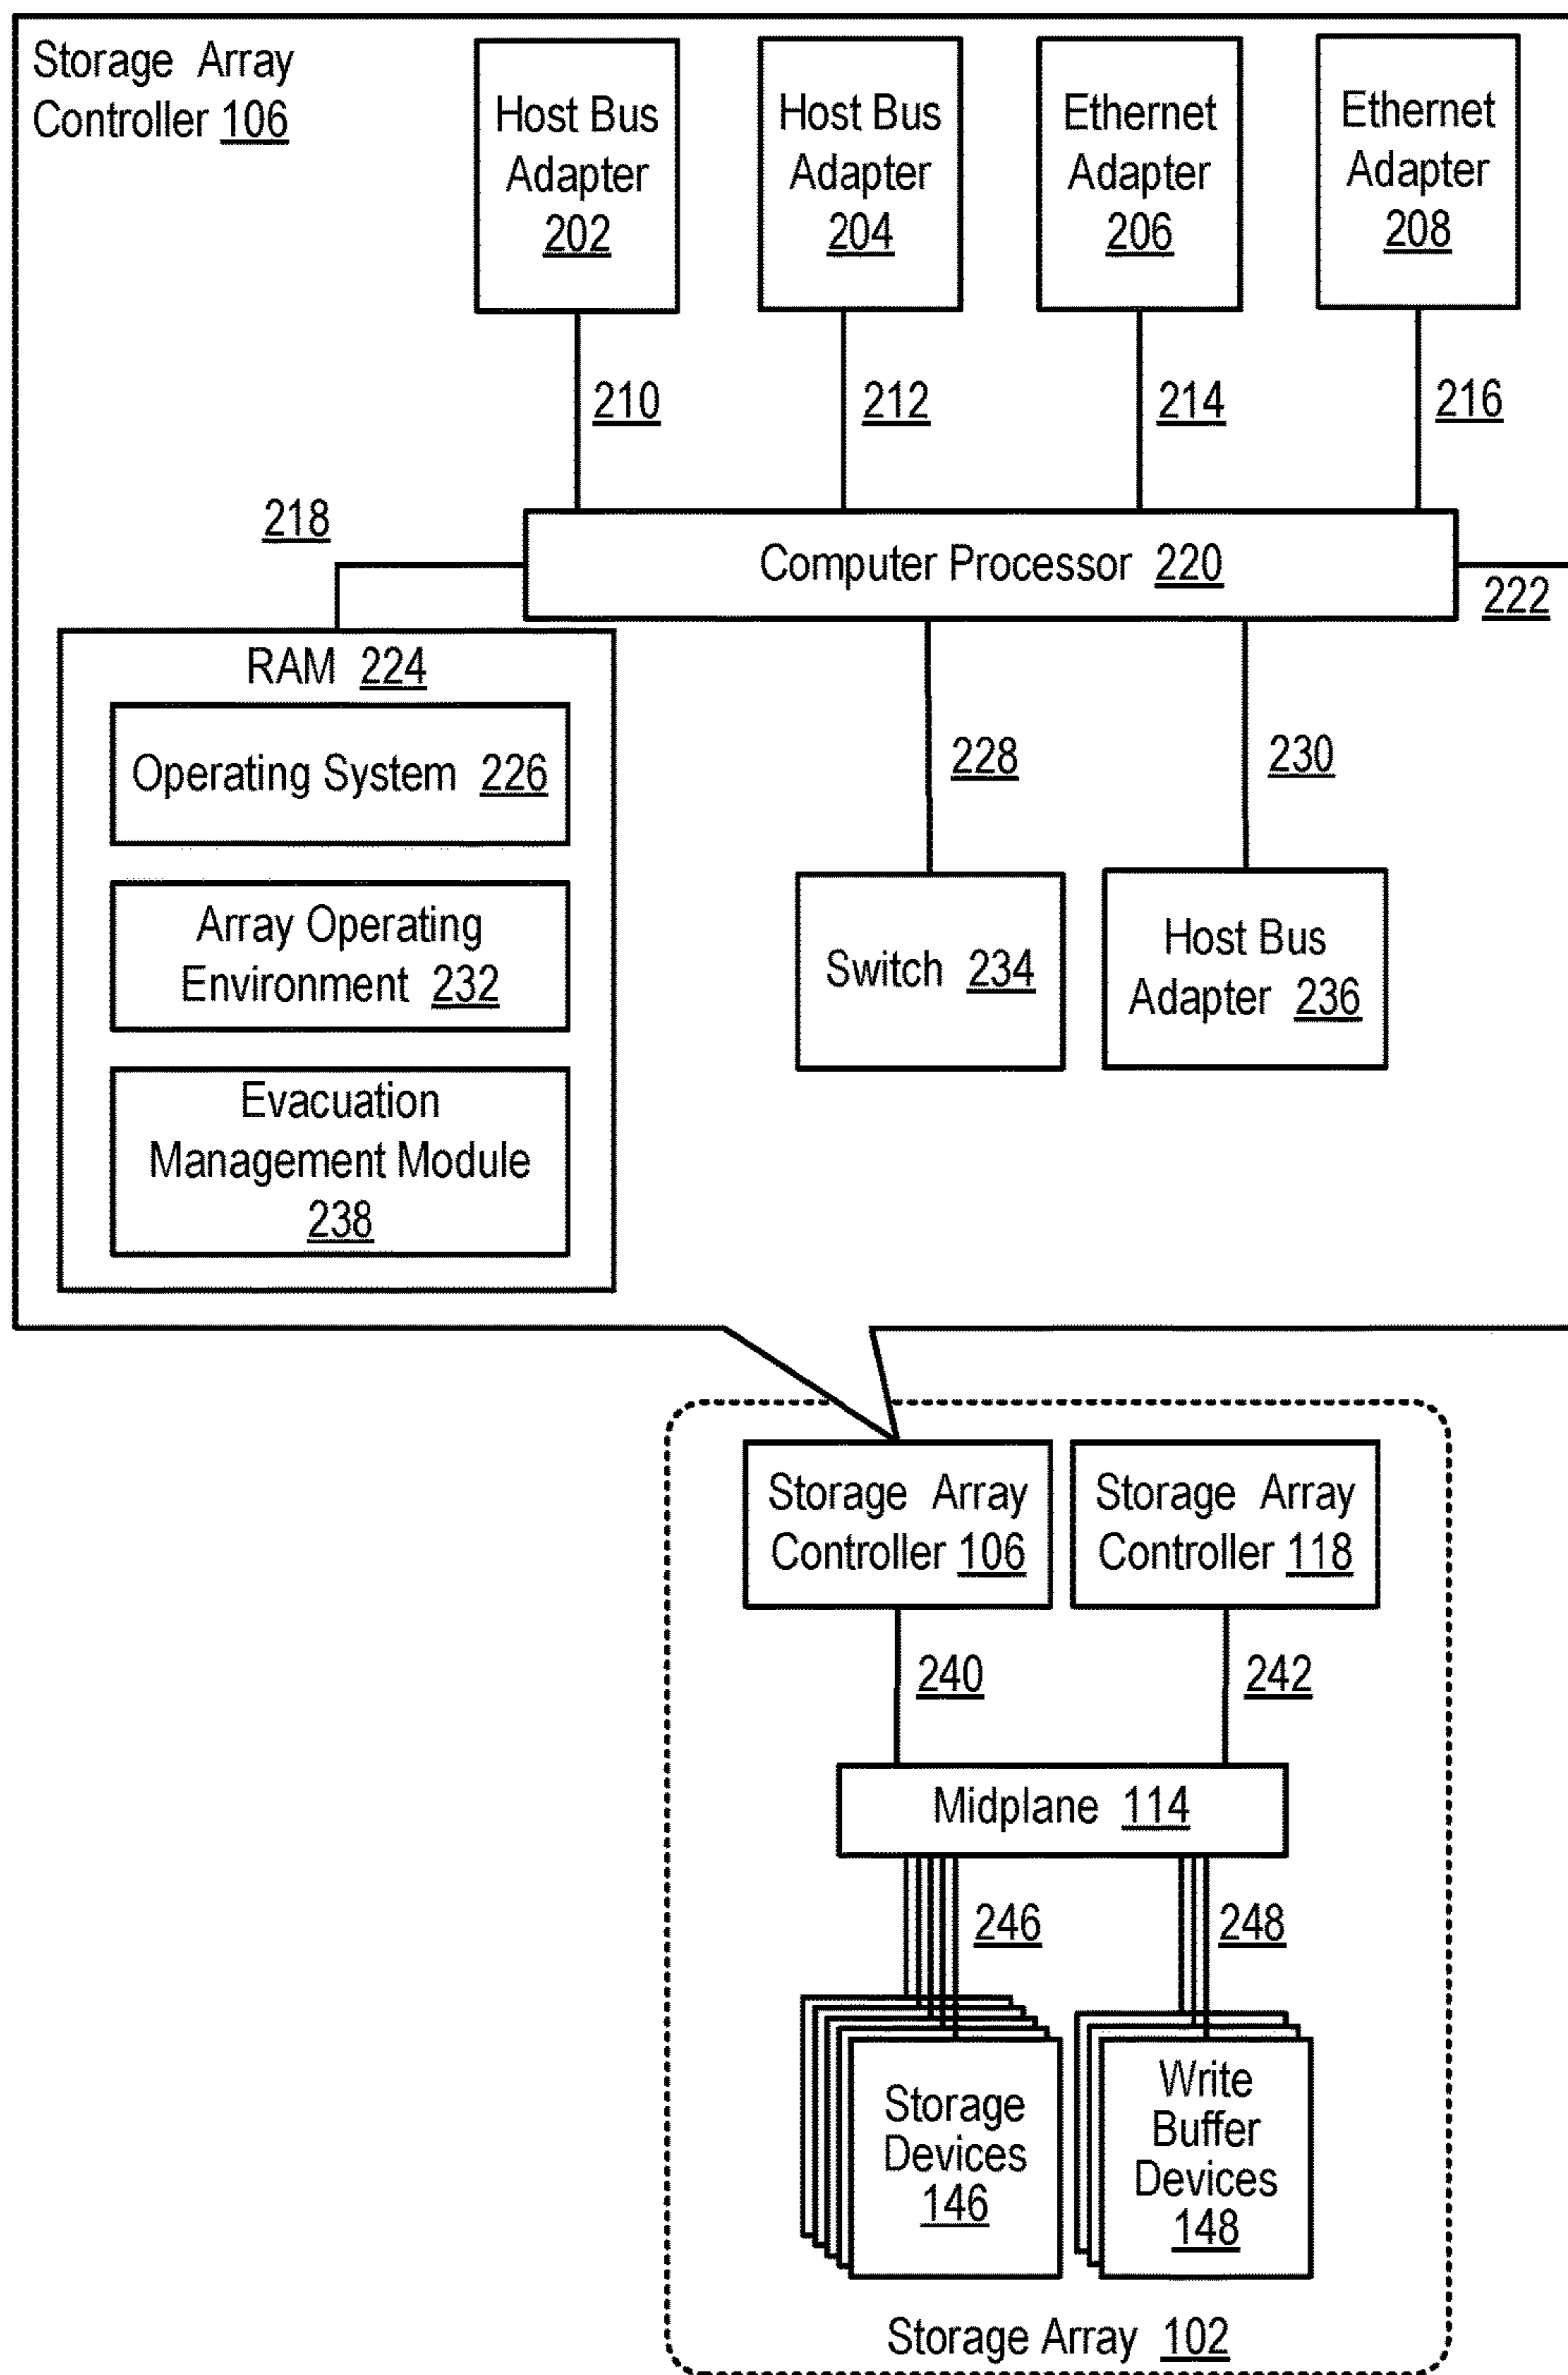 Storage Array
Controller 106
Host Bus
Adapter
202
Host Bus
Adapter
204
Ethernet
Adapter
206
Ethernet
Adapter
208
210
212
214
216
218
Computer Processor 220
222
RAM 224
Operating System 226
Array Operating
Environment 232
Evacuation
Management Module
238
228
230
Switch 234
Host Bus
Adapter 236
Storage Array
Controller 106
Storage Array
Controller 118
240
242
Midplane 114
246
248
Storage
Devices
146
Write
Buffer
Devices
148
Storage Array 102